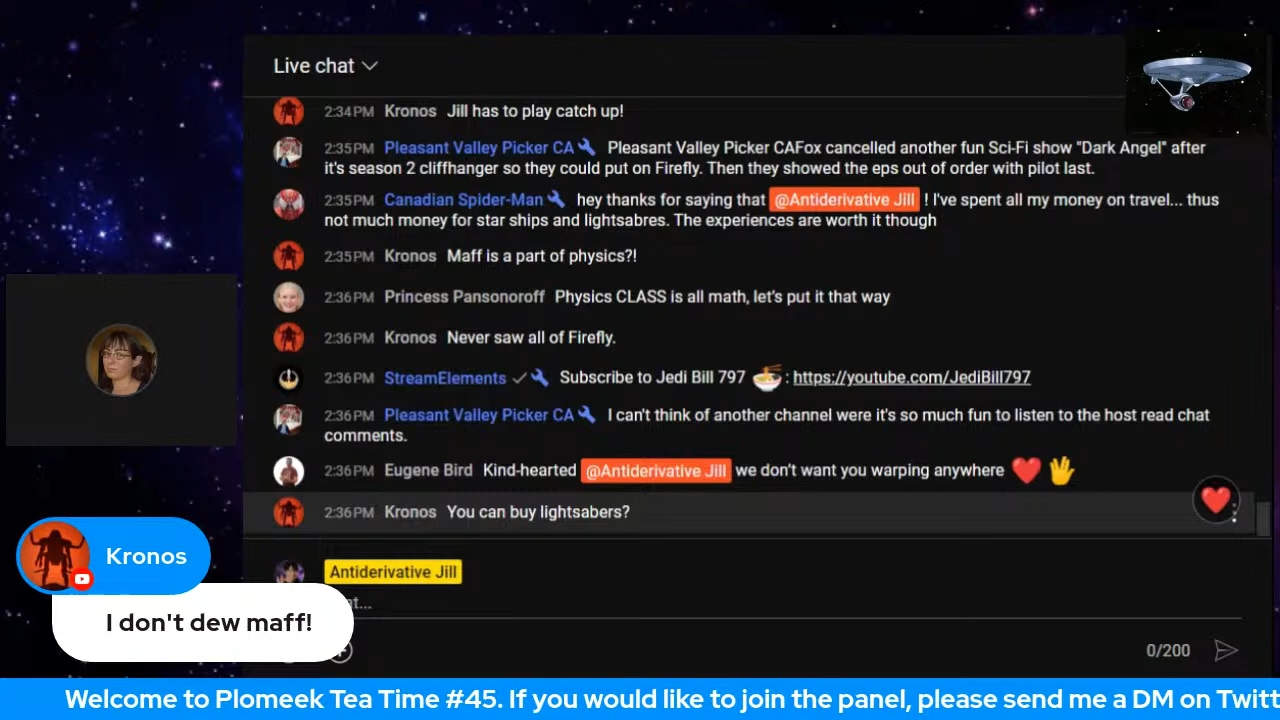 Live chat
2:34 PM Kronos Jill has to play catch up!
2:35 PM Pleasant Valley Picker CA Pleasant Valley Picker CAFox cancelled another fun Sci-Fi show "Dark Angel" after
it's season 2 cliffhanger so they could put on Firefly. Then they showed the eps out of order with pilot last.
2:35 PM Canadian Spider-Man hey thanks for saying that @Antiderivative Jill ! I've spent all my money on travel... thus
not much money for star ships and lightsabres. The experiences are worth it though
2:35 PM Kronos Maff is a part of physics?!
2:36 PM Princess Pansonoroff Physics CLASS is all math, let's put it that way
2:36 PM Kronos Never saw all of Firefly.
2:36 PM StreamElements Subscribe to Jedi Bill 797 🍜 : https://youtube.com/JediBill797
2:36 PM Pleasant Valley Picker CA I can't think of another channel were it's so much fun to listen to the host read chat
comments.
2:36 PM Eugene Bird Kind-hearted @Antiderivative Jill we don't want you warping anywhere ❤️ 🖖
2:36 PM Kronos You can buy lightsabers?
Antiderivative Jill
Kronos
I don't dew maff!
0/200
Welcome to Plomeek Tea Time #45. If you would like to join the panel, please send me a DM on Twitt